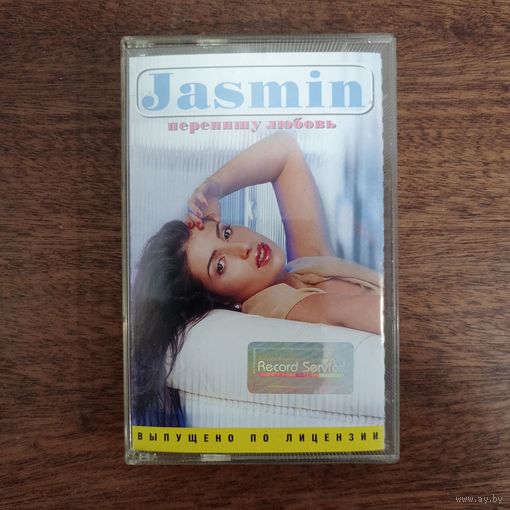 Jasmin
перепишу любовь
Record Service
ВЫПУЩЕНО ПО ЛИЦЕНЗИИ
www.ay.by